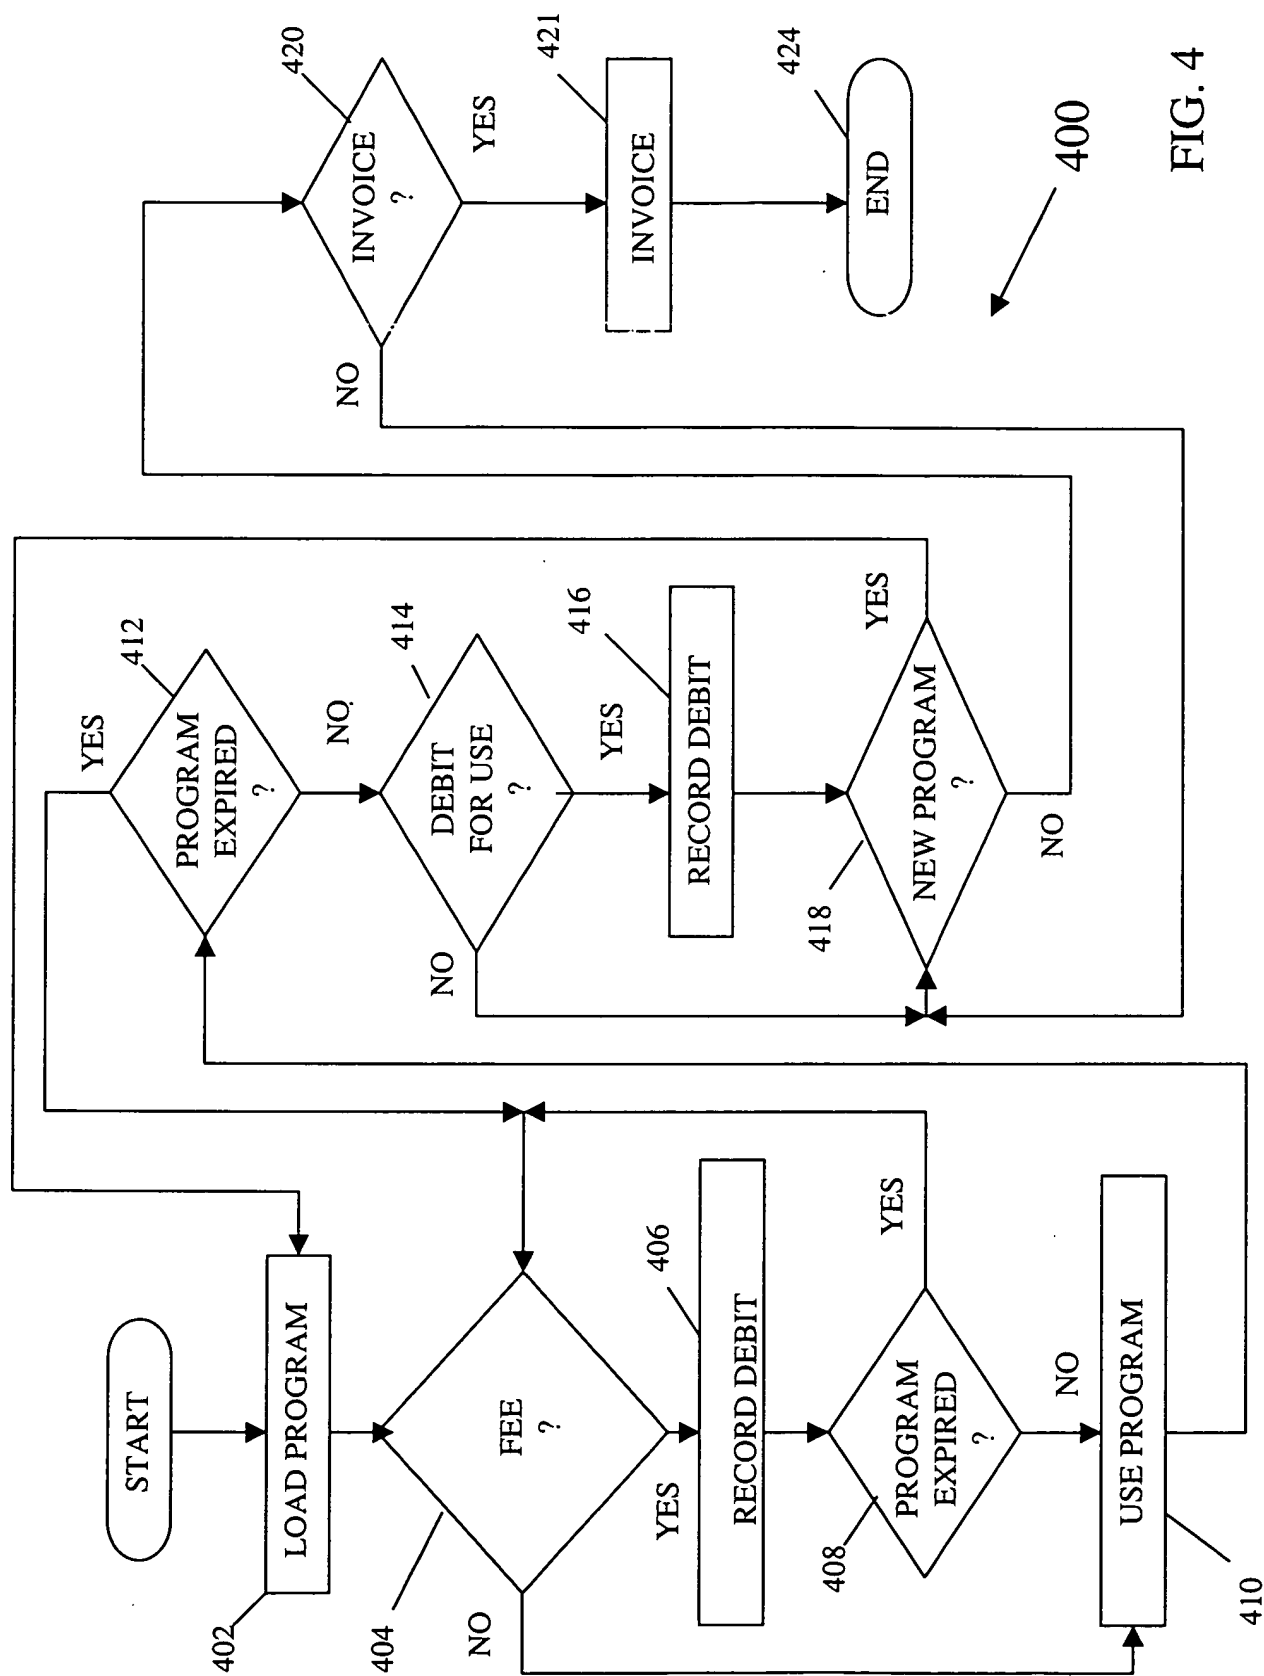 START
402
LOAD PROGRAM
404
FEE
?
NO
YES
406
RECORD DEBIT
408
PROGRAM
EXPIRED
?
YES
NO
USE PROGRAM
410
412
YES
PROGRAM
EXPIRED
?
NO
414
DEBIT
FOR USE
?
NO
YES
416
RECORD DEBIT
418
NEW PROGRAM
?
YES
NO
420
INVOICE
?
NO
YES
421
INVOICE
424
END
400
FIG. 4